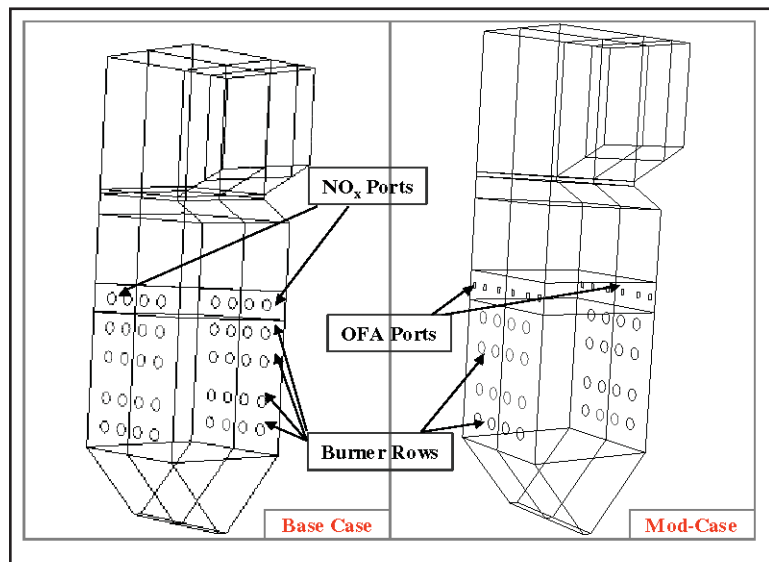 NOx Ports
OFA Ports
Burner Rows
Base Case
Mod-Case